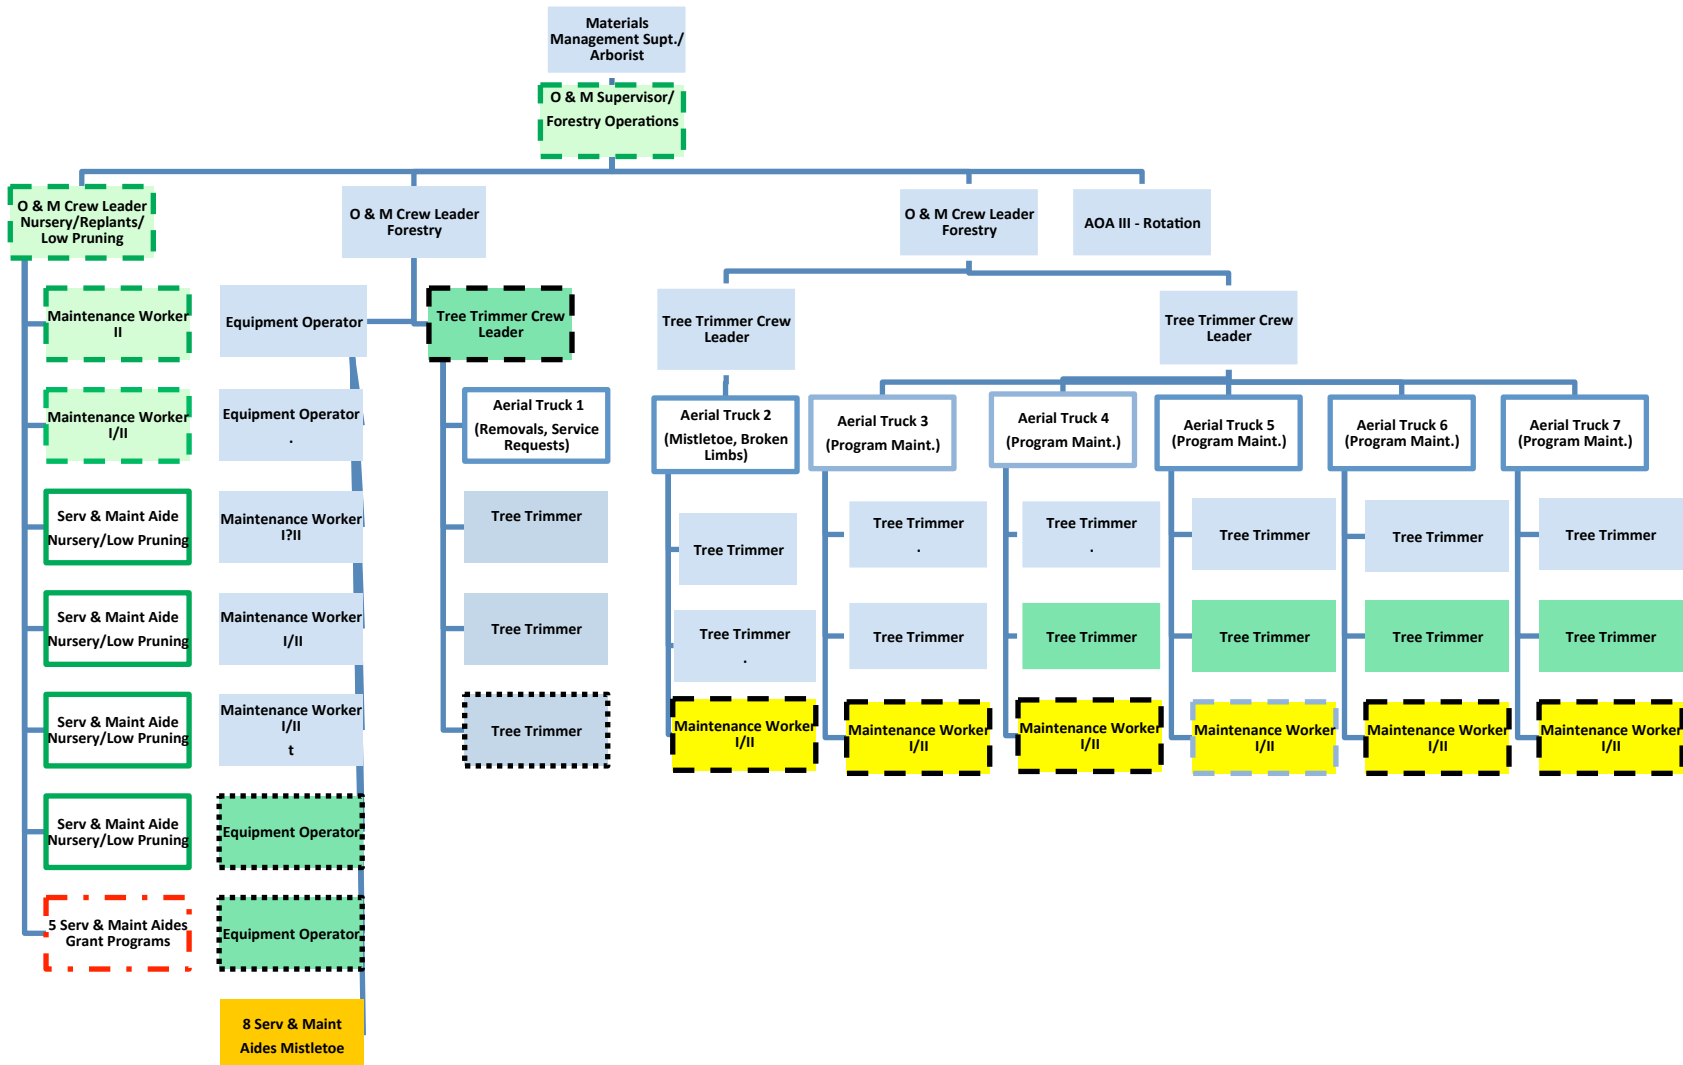 Materials
Management Supt./
Arborist
O & M Supervisor/
Forestry Operations
O & M Crew Leader
Nursery/Replants/
Low Pruning
O & M Crew Leader
Forestry
O & M Crew Leader
Forestry
AOA III - Rotation
Maintenance Worker
II
Maintenance Worker
I/II
Serv & Maint Aide
Nursery/Low Pruning
Serv & Maint Aide
Nursery/Low Pruning
Serv & Maint Aide
Nursery/Low Pruning
Serv & Maint Aide
Nursery/Low Pruning
5 Serv & Maint Aides
Grant Programs
Equipment Operator
Equipment Operator
.
Maintenance Worker
I?II
Maintenance Worker
I/II
Maintenance Worker
I/II
t
Equipment Operator
Equipment Operator
8 Serv & Maint
Aides Mistletoe
Tree Trimmer Crew
Leader
Aerial Truck 1
(Removals, Service
Requests)
Tree Trimmer
Tree Trimmer
Tree Trimmer
Tree Trimmer Crew
Leader
Aerial Truck 2
(Mistletoe, Broken
Limbs)
Tree Trimmer
Tree Trimmer
.
Maintenance Worker
I/II
Tree Trimmer Crew
Leader
Aerial Truck 3
(Program Maint.)
Tree Trimmer
.
Tree Trimmer
Maintenance Worker
I/II
Aerial Truck 4
(Program Maint.)
Tree Trimmer
.
Tree Trimmer
Maintenance Worker
I/II
Aerial Truck 5
(Program Maint.)
Tree Trimmer
Tree Trimmer
Maintenance Worker
I/II
Aerial Truck 6
(Program Maint.)
Tree Trimmer
Tree Trimmer
Maintenance Worker
I/II
Aerial Truck 7
(Program Maint.)
Tree Trimmer
Tree Trimmer
Maintenance Worker
I/II